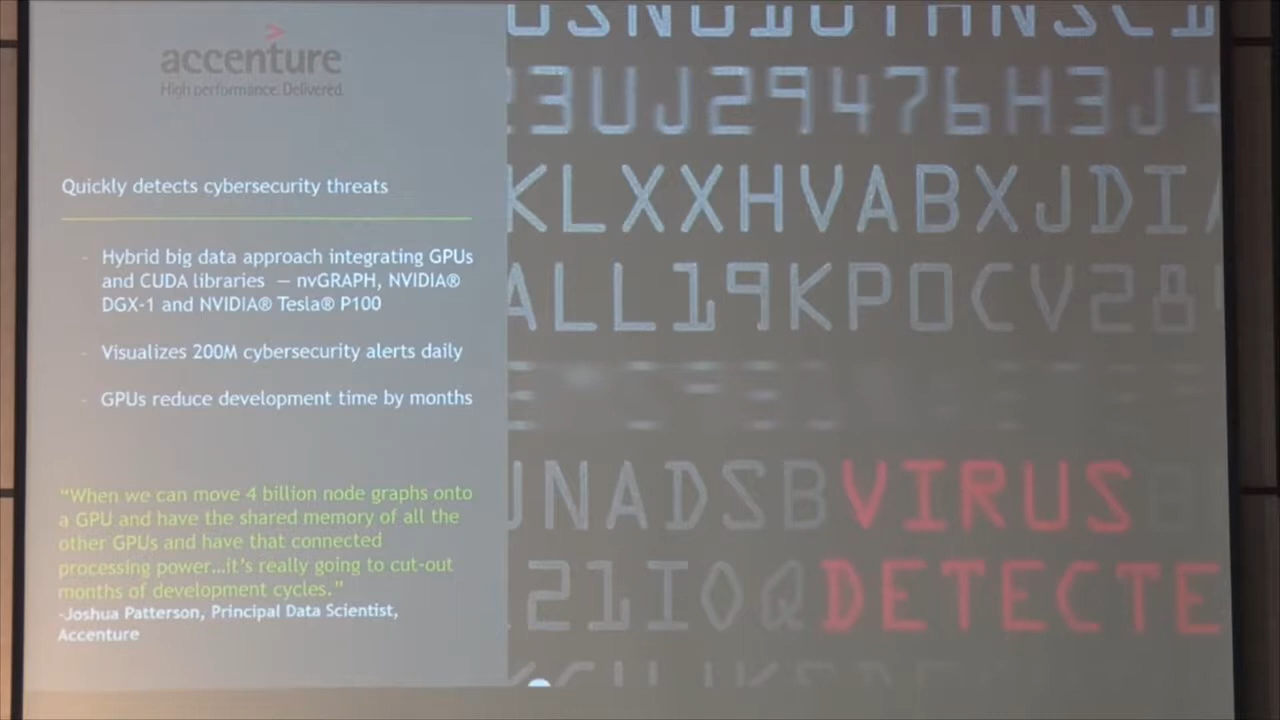 accenture
High performance. Delivered.
Quickly detects cybersecurity threats
- Hybrid big data approach integrating GPUs
and CUDA libraries — nvGRAPH, NVIDIA®
DGX-1 and NVIDIA® Tesla® P100
- Visualizes 200M cybersecurity alerts daily
- GPUs reduce development time by months
"When we can move 4 billion node graphs onto
a GPU and have the shared memory of all the
other GPUs and have that connected
processing power...it's really going to cut-out
months of development cycles."
-Joshua Patterson, Principal Data Scientist,
Accenture
3UJ29476H3J4
KLXXHVABXJDI
ALL19KPOCV28
UNADSBVIRUS
21IOQDETECTE